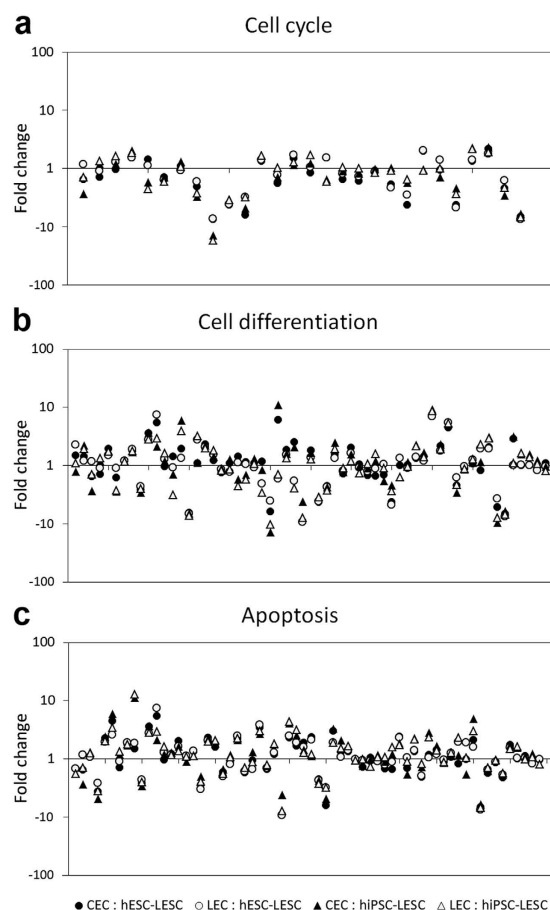 a
Cell cycle
100
10
1
-10
-100
Fold change
b
Cell differentiation
100
10
1
-10
-100
Fold change
c
Apoptosis
100
10
1
-10
-100
Fold change
● CEC : hESC-LESC ○ LEC : hESC-LESC ▲ CEC : hiPSC-LESC △ LEC : hiPSC-LESC